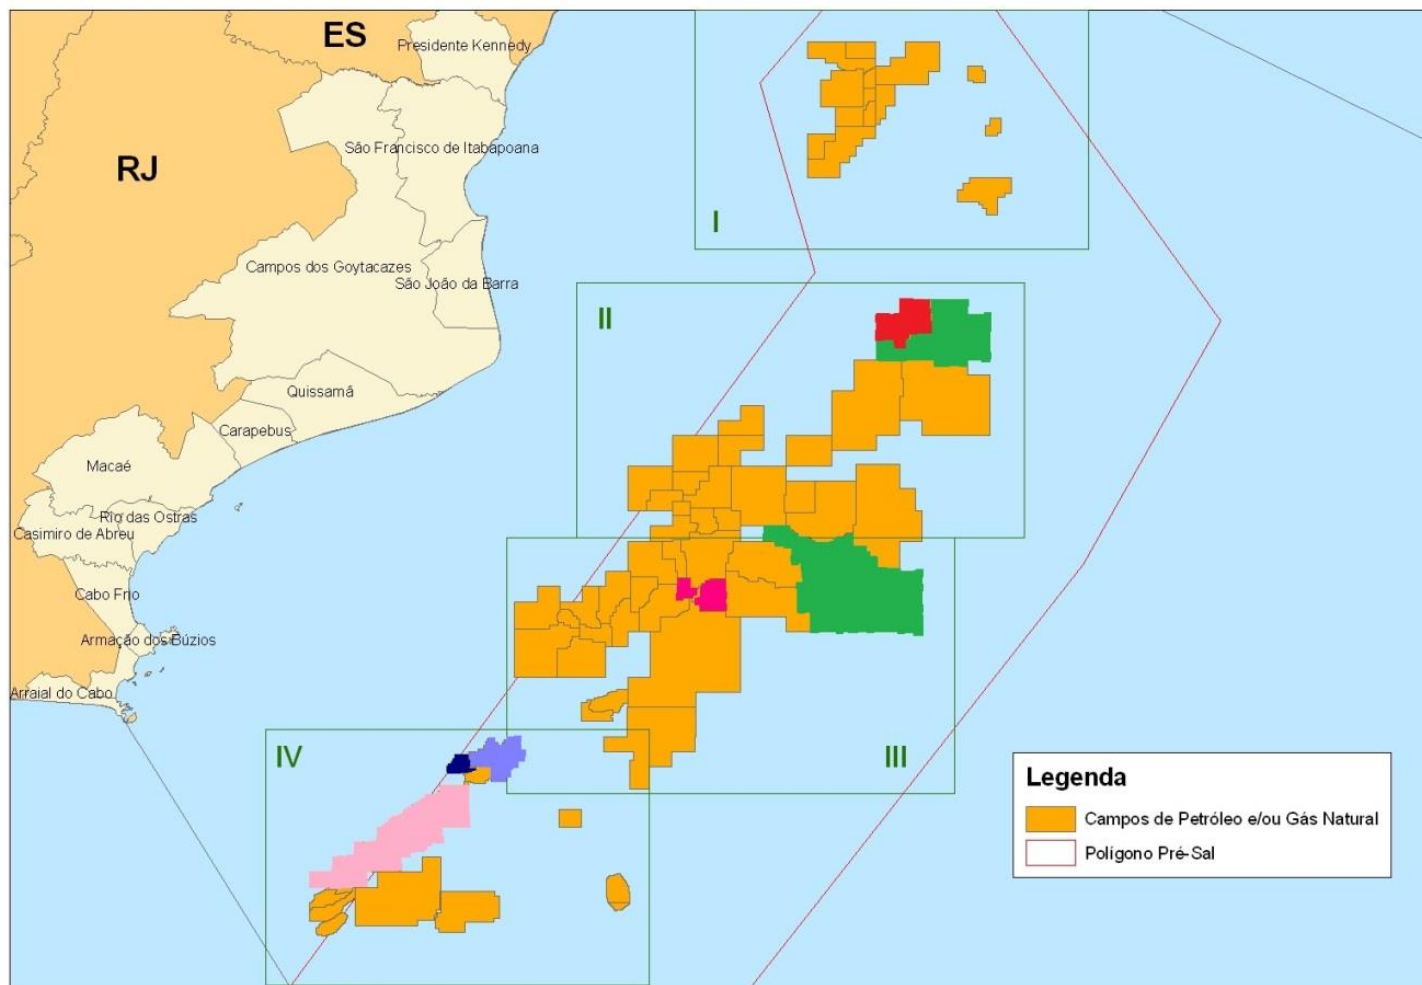 ES
Presidente Kennedy
RJ
São Francisco de Itabapoana
I
Campos dos Goytacazes
São João da Barra
II
Quissamã
Carapebus
Macaé
Rio das Ostras
Casimiro de Abreu
Cabo Frio
Armação dos Búzios
Arraial do Cabo
IV
III
Legenda
Campos de Petróleo e/ou Gás Natural
Polígono Pré-Sal